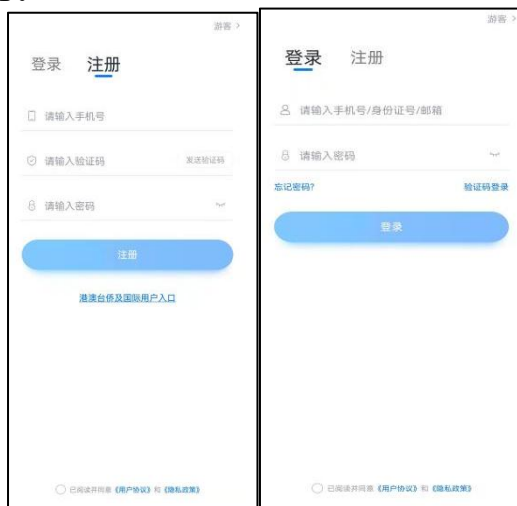 游客 >
登录 注册
请输入手机号
请输入验证码 发送验证码
请输入密码
注册
港澳台侨及国际用户入口
已阅读并同意《用户协议》和《隐私政策》
游客 >
登录 注册
请输入手机号/身份证号/邮箱
请输入密码
忘记密码? 验证码登录
登录
已阅读并同意《用户协议》和《隐私政策》